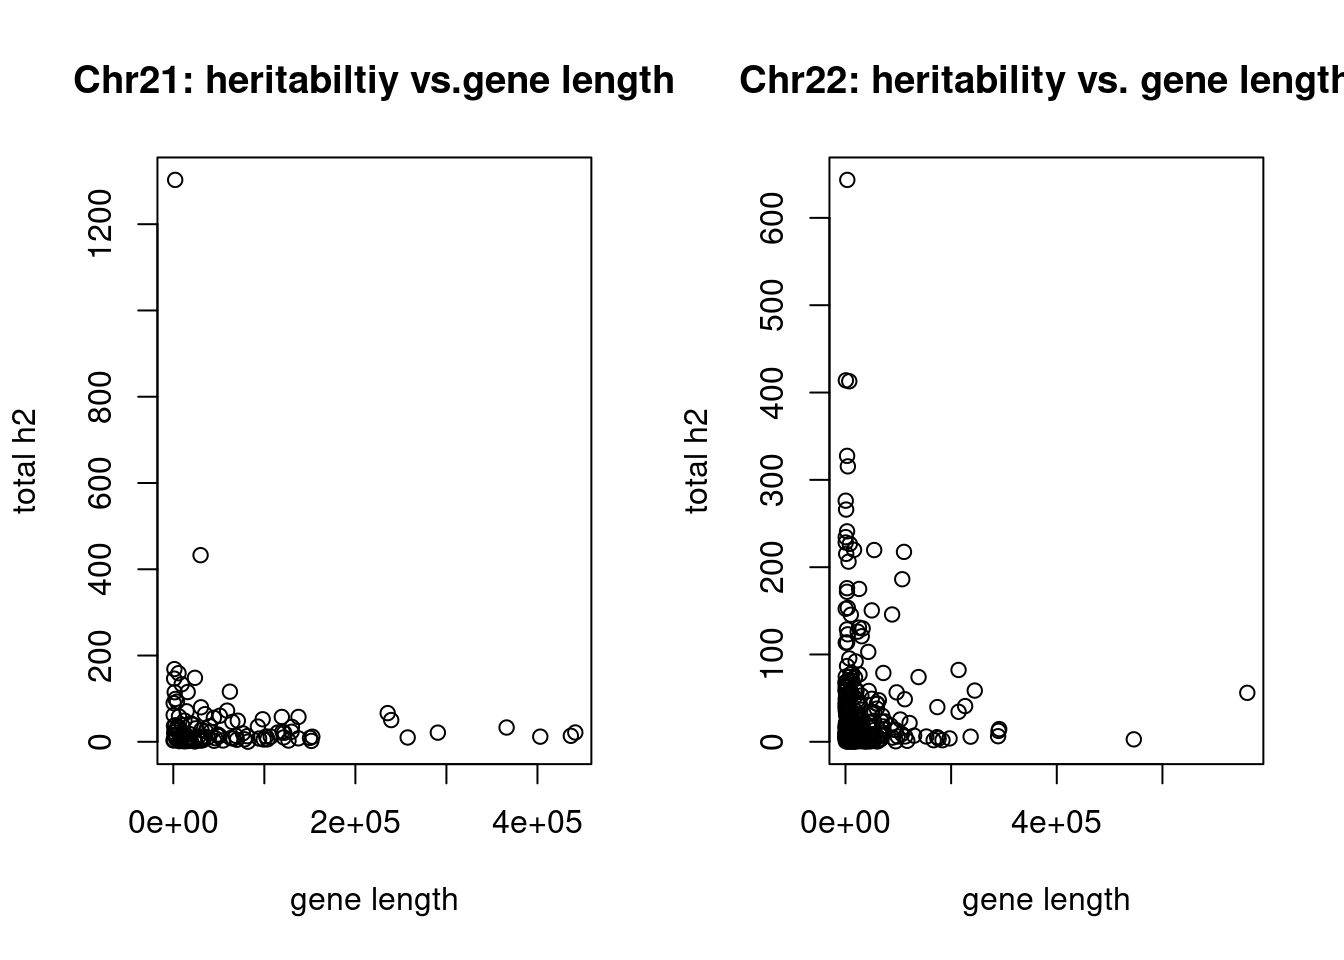 Chr21: heritabiltiy vs.gene length
1200
800
600
400
200
0
total h2
0e+00 2e+05 4e+05
gene length
Chr22: heritability vs. gene length
600
500
400
300
200
100
0
total h2
0e+00 4e+05
gene length